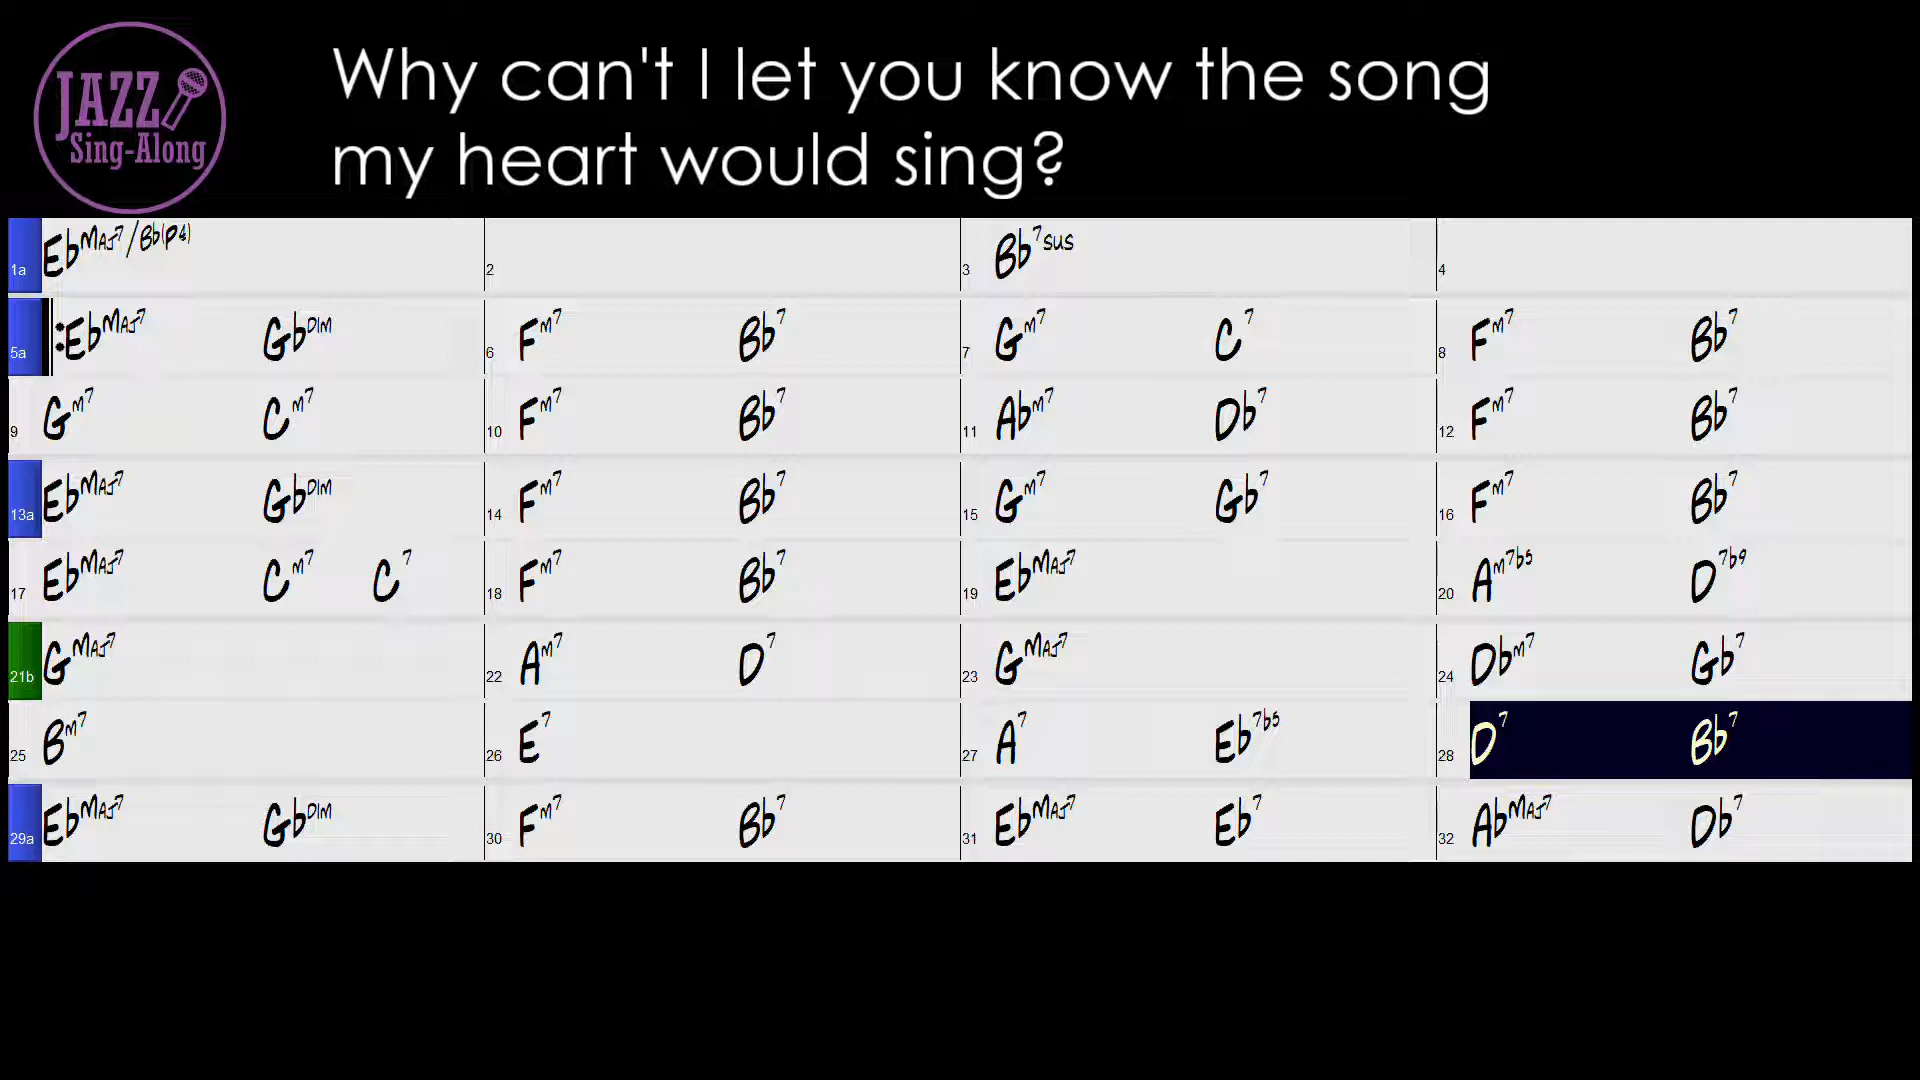 JAZZ
Sing-Along
Why can't I let you know the song
my heart would sing?
1a EbMAJ7/Bb(P4) 2 3 Bb7sus 4
5a EbMAJ7 GbDIM 6 Fm7 Bb7 7 Gm7 C7 8 Fm7 Bb7
9 Gm7 Cm7 10 Fm7 Bb7 11 Abm7 Db7 12 Fm7 Bb7
13a EbMAJ7 GbDIM 14 Fm7 Bb7 15 Gm7 Gb7 16 Fm7 Bb7
17 EbMAJ7 Cm7 C7 18 Fm7 Bb7 19 EbMAJ7 20 Am7b5 D7b9
21b GMAJ7 22 Am7 D7 23 GMAJ7 24 Dbm7 Gb7
25 Bm7 26 E7 27 A7 Eb7b5 28 D7 Bb7
29a EbMAJ7 GbDIM 30 Fm7 Bb7 31 EbMAJ7 Eb7 32 AbMAJ7 Db7